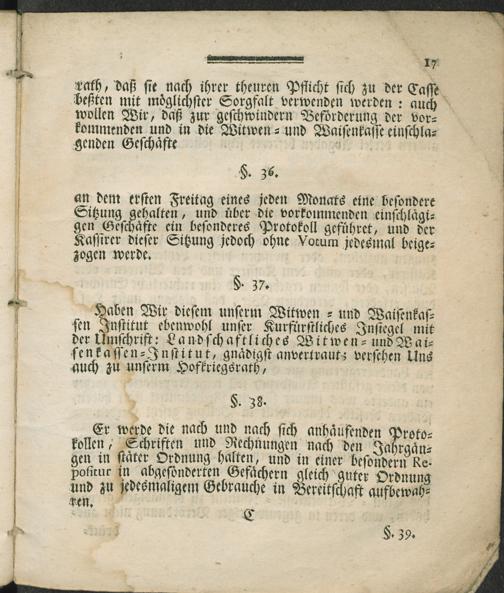 17
rath, daß sie nach ihrer theuren Pflicht sich zu der Casse
beßten mit möglichster Sorgfalt verwenden werden : auch
wollen Wir, daß zur geschwindern Beförderung der vor-
kommenden und in die Witwen- und Waisenkasse einschla-
genden Geschäfte
§. 36.
an dem ersten Freitag eines jeden Monats eine besondere
Sitzung gehalten, und über die vorkommenden einschlägi-
gen Geschäfte ein besonderes Protokoll geführet, und der
Kassirer dieser Sitzung jedoch ohne Votum jedesmal beige-
zogen werde.
§. 37.
Haben Wir diesem unserm Witwen- und Waisenkas-
sen Institut ebenwohl unser Kurfürstliches Insiegel mit
der Umschrift: Landschaftliches Witwen- und Wai-
senkassen-Institut, gnädigst anvertraut; versehen Uns
auch zu unserm Hofkriegsrath,
§. 38.
Er werde die nach und nach sich anhäufenden Proto-
kollen, Schriften und Rechnungen nach den Jahrgän-
gen in stäter Ordnung halten, und in einer besondern Re-
positur in abgesonderten Gefächern gleich guter Ordnung
und zu jedesmaligem Gebrauche in Bereitschaft aufbewah-
ren.
C
§. 39.